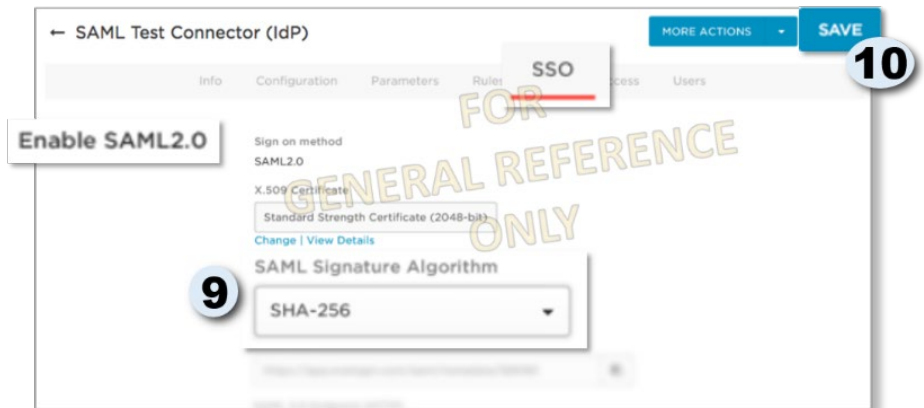 ← SAML Test Connector (IdP)
MORE ACTIONS
SAVE
10
Info Configuration Parameters Rules SSO Access Users
FOR
GENERAL REFERENCE
ONLY
Enable SAML2.0
Sign on method
SAML2.0
X.509 Certificate
Standard Strength Certificate (2048-bit)
Change | View Details
SAML Signature Algorithm
9
SHA-256